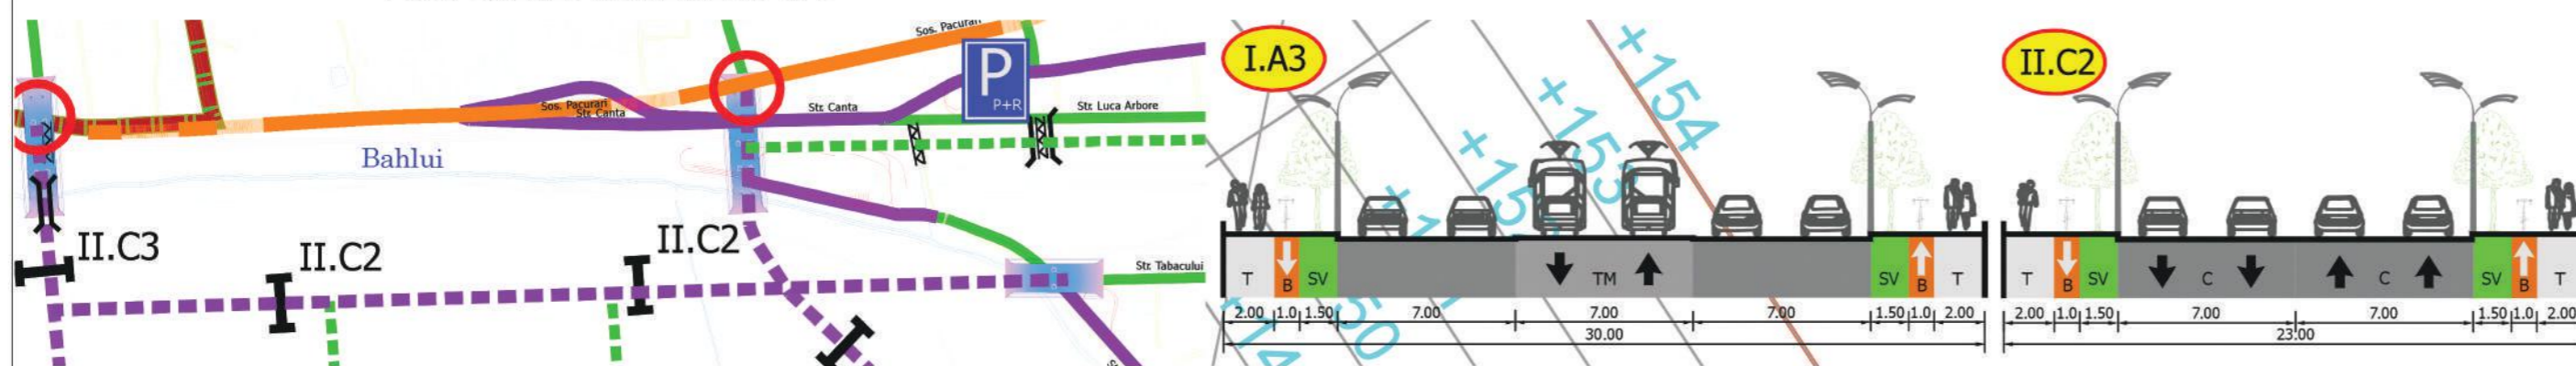 Sos. Pacurari
P
P+R
Sos. Pacurari
Str. Canta
Str. Canta
Str. Luca Arbore
Bahlui
II.C3
II.C2
II.C2
Str. Tabacului
I.A3
+154
+153
T B SV TM SV B T
2.00 1.0 1.50 7.00 7.00 7.00 1.50 1.0 2.00
30.00
II.C2
T B SV C C SV B T
2.00 1.0 1.50 7.00 7.00 1.50 1.0 2.00
23.00